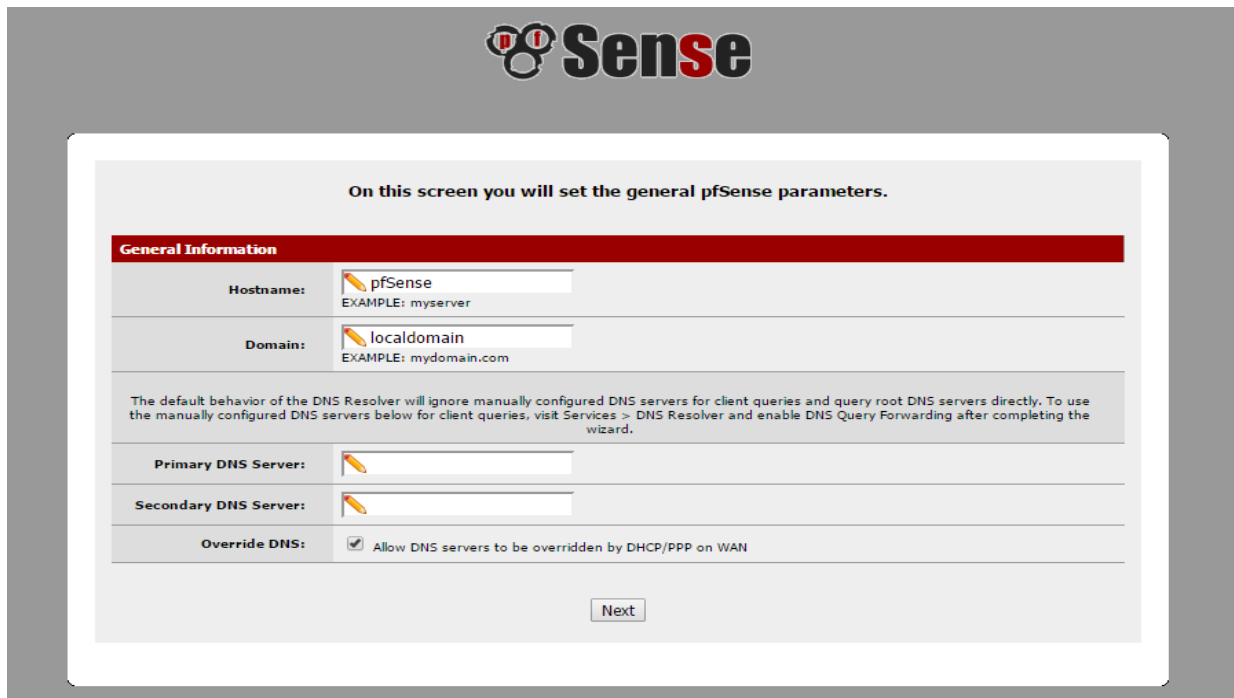 pf Sense
On this screen you will set the general pfSense parameters.
General Information
Hostname:
pfSense
EXAMPLE: myserver
Domain:
localdomain
EXAMPLE: mydomain.com
The default behavior of the DNS Resolver will ignore manually configured DNS servers for client queries and query root DNS servers directly. To use
the manually configured DNS servers below for client queries, visit Services > DNS Resolver and enable DNS Query Forwarding after completing the
wizard.
Primary DNS Server:
Secondary DNS Server:
Override DNS:
Allow DNS servers to be overridden by DHCP/PPP on WAN
Next